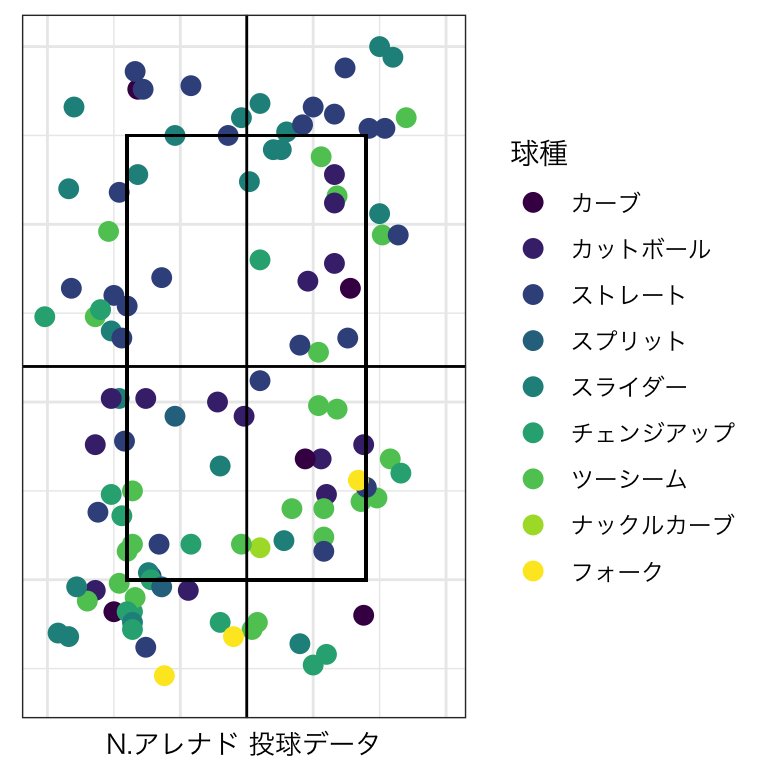 球種
カーブ
カットボール
ストレート
スプリット
スライダー
チェンジアップ
ツーシーム
ナックルカーブ
フォーク
N.アレナド 投球データ